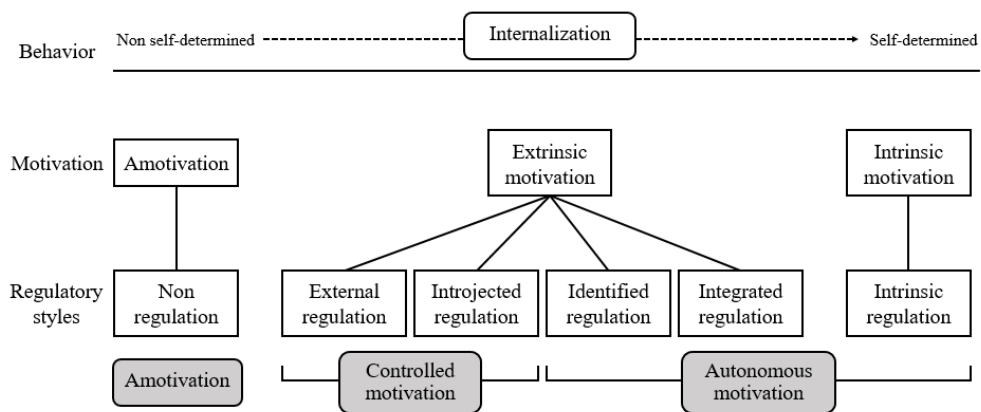 Behavior
Non self-determined
Internalization
Self-determined
Motivation
Amotivation
Extrinsic
motivation
Intrinsic
motivation
Regulatory
styles
Non
regulation
External
regulation
Introjected
regulation
Identified
regulation
Integrated
regulation
Intrinsic
regulation
Amotivation
Controlled
motivation
Autonomous
motivation